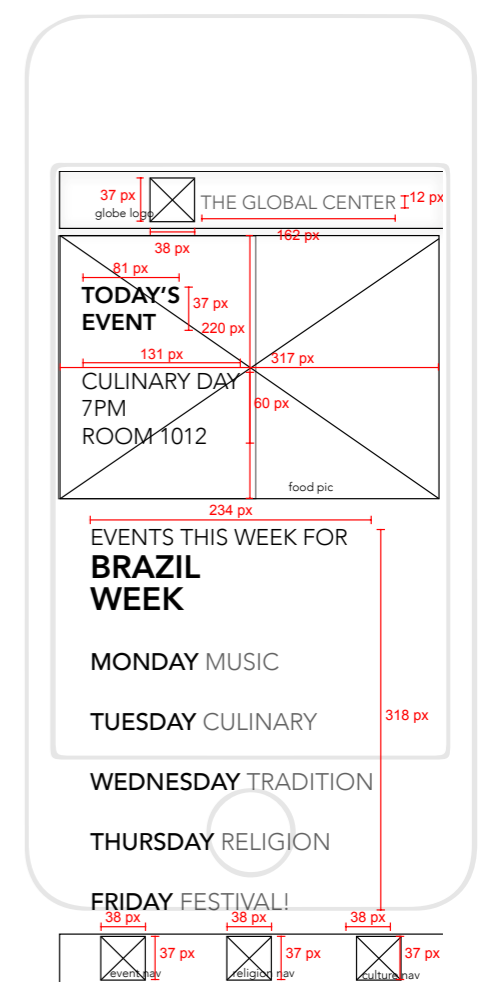 37 px
THE GLOBAL CENTER
12 px
globe logo
162 px
38 px
81 px
TODAY'S
37 px
EVENT
220 px
131 px
317 px
CULINARY DAY
7PM
60 px
ROOM 1012
food pic
234 px
EVENTS THIS WEEK FOR
BRAZIL
WEEK
MONDAY MUSIC
318 px
TUESDAY CULINARY
WEDNESDAY TRADITION
THURSDAY RELIGION
FRIDAY FESTIVAL!
38 px 38 px 38 px
37 px 37 px 37 px
event nav religion nav culture nav